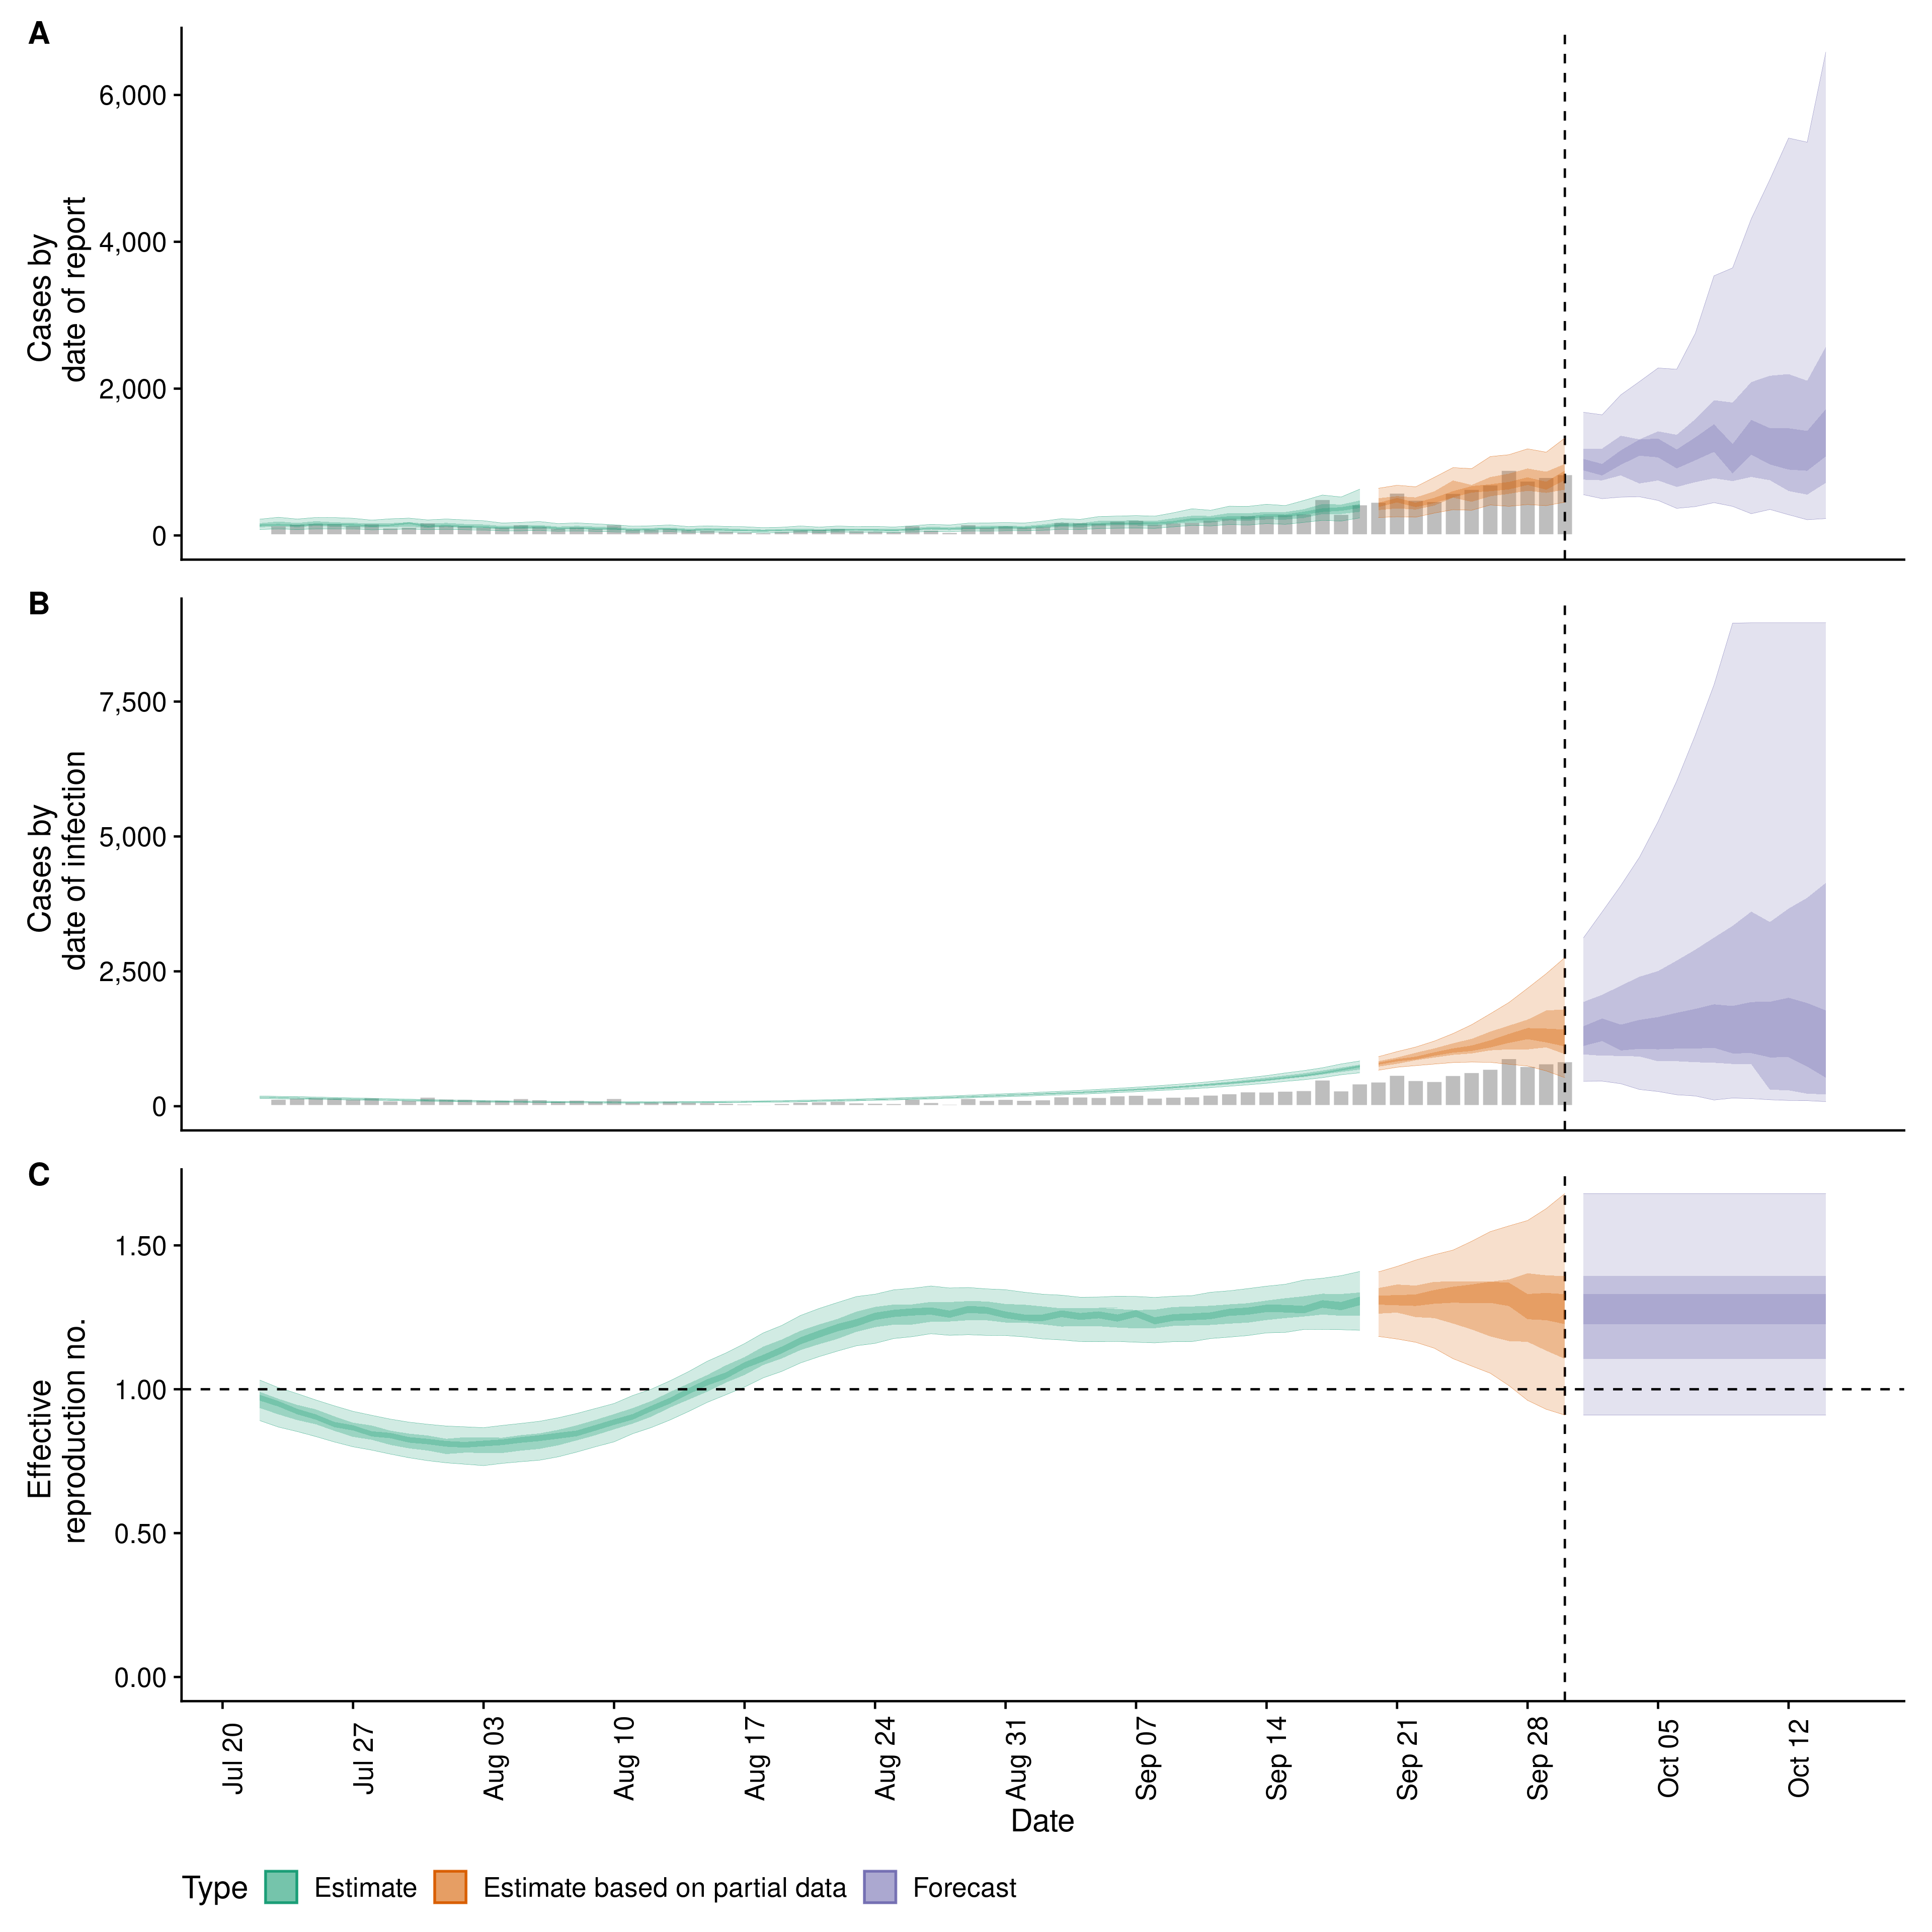 A
Cases by
date of report
6,000
4,000
2,000
0
B
Cases by
date of infection
7,500
5,000
2,500
0
C
Effective
reproduction no.
1.50
1.00
0.50
0.00
Jul 20
Jul 27
Aug 03
Aug 10
Aug 17
Aug 24
Aug 31
Sep 07
Sep 14
Sep 21
Sep 28
Oct 05
Oct 12
Date
Type Estimate Estimate based on partial data Forecast